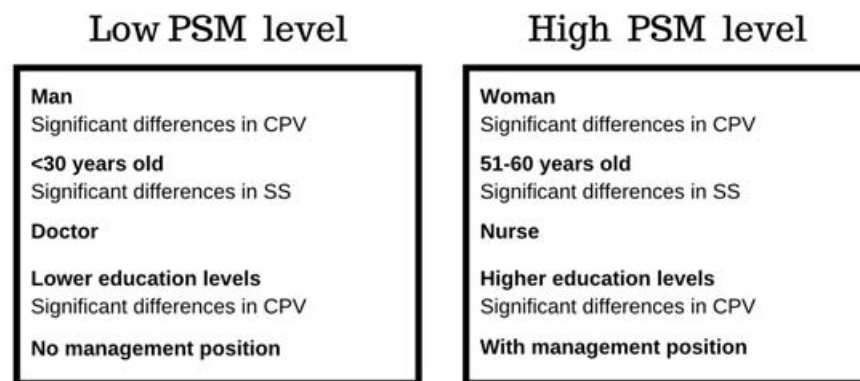 Low PSM level
Man
Significant differences in CPV
<30 years old
Significant differences in SS
Doctor
Lower education levels
Significant differences in CPV
No management position
High PSM level
Woman
Significant differences in CPV
51-60 years old
Significant differences in SS
Nurse
Higher education levels
Significant differences in CPV
With management position